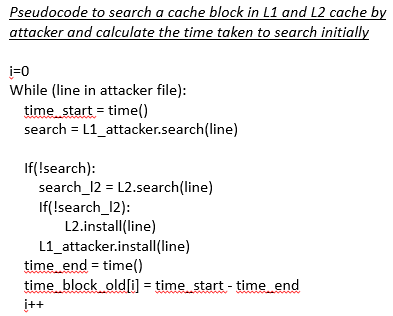 Pseudocode to search a cache block in L1 and L2 cache by
attacker and calculate the time taken to search initially
i=0
While (line in attacker file):
time_start = time()
search = L1_attacker.search(line)
If(!search):
search_l2 = L2.search(line)
If(!search_l2):
L2.install(line)
L1_attacker.install(line)
time_end = time()
time_block_old[i] = time_start - time_end
i++